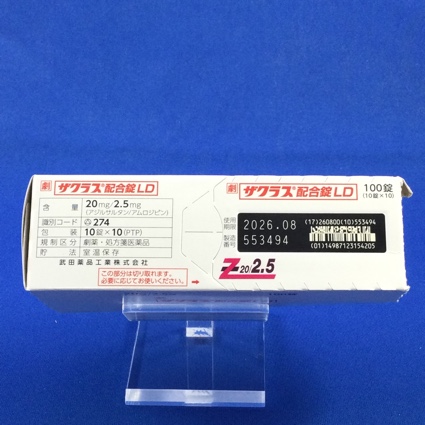 劇 ザクラス®配合錠LD
含量 20mg/2.5mg
(アジルサルタン/アムロジピン)
識別コード 274
包装 10錠×10(PTP)
規制区分 劇薬・処方箋医薬品
貯法 室温保存
武田薬品工業株式会社
この部分は切り取れます。
必要に応じてお使いください。
劇 ザクラス®配合錠LD
100錠
(10錠×10)
使用期限 2026.08
製造番号 553494
(17)260800(10)553494
(01)14987123154205
Z20/2.5